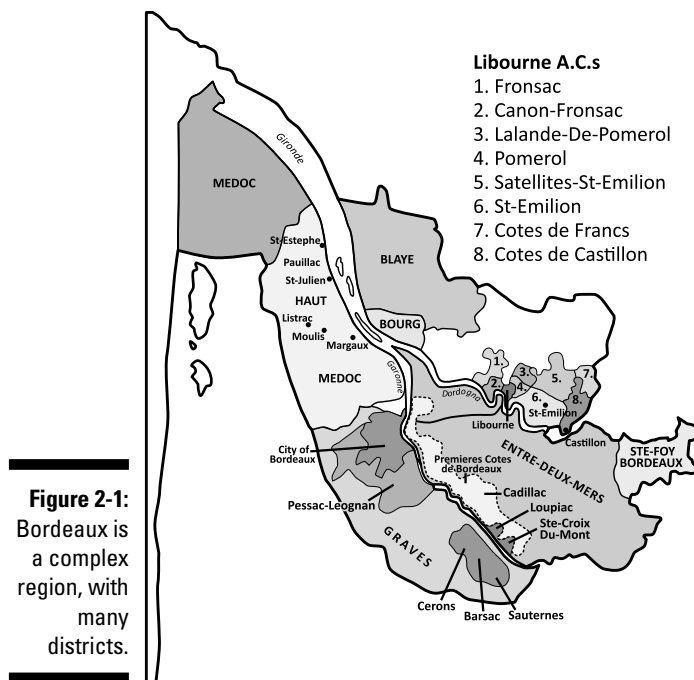 Libourne A.C.s
1. Fronsac
2. Canon-Fronsac
3. Lalande-De-Pomerol
4. Pomerol
5. Satellites-St-Emilion
6. St-Emilion
7. Cotes de Francs
8. Cotes de Castillon
Gironde
MEDOC
St-Estephe
Pauillac
St-Julien
HAUT
Listrac
Moulis
Margaux
MEDOC
BLAYE
BOURG
Garonne
Dordogna
1.
2.
3.
4.
5.
6.
7.
8.
St-Emilion
Libourne
Castillon
ENTRE-DEUX-MERS
STE-FOY
BORDEAUX
City of
Bordeaux
Pessac-Leognan
Premieres Cotes
de Bordeaux
Cadillac
Loupiac
Ste-Croix
Du-Mont
GRAVES
Cerons
Barsac
Sauternes
Figure 2-1:
Bordeaux is
a complex
region, with
many
districts.